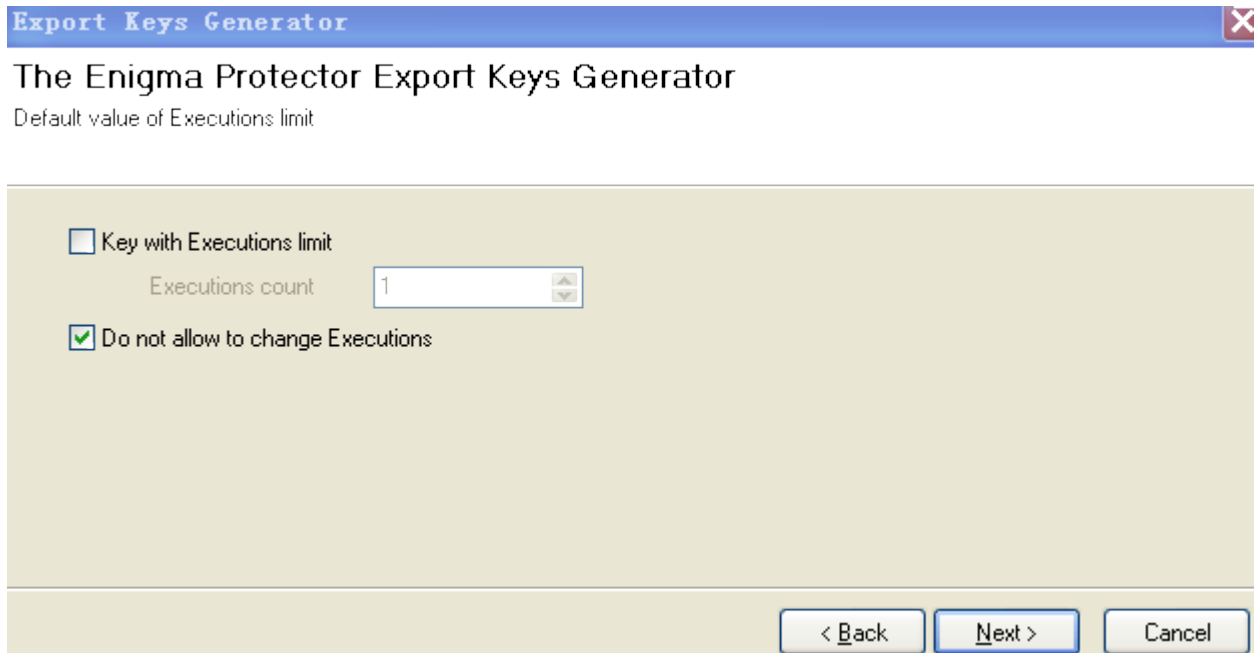 Export Keys Generator
The Enigma Protector Export Keys Generator
Default value of Executions limit
Key with Executions limit
Executions count 1
Do not allow to change Executions
< Back Next > Cancel